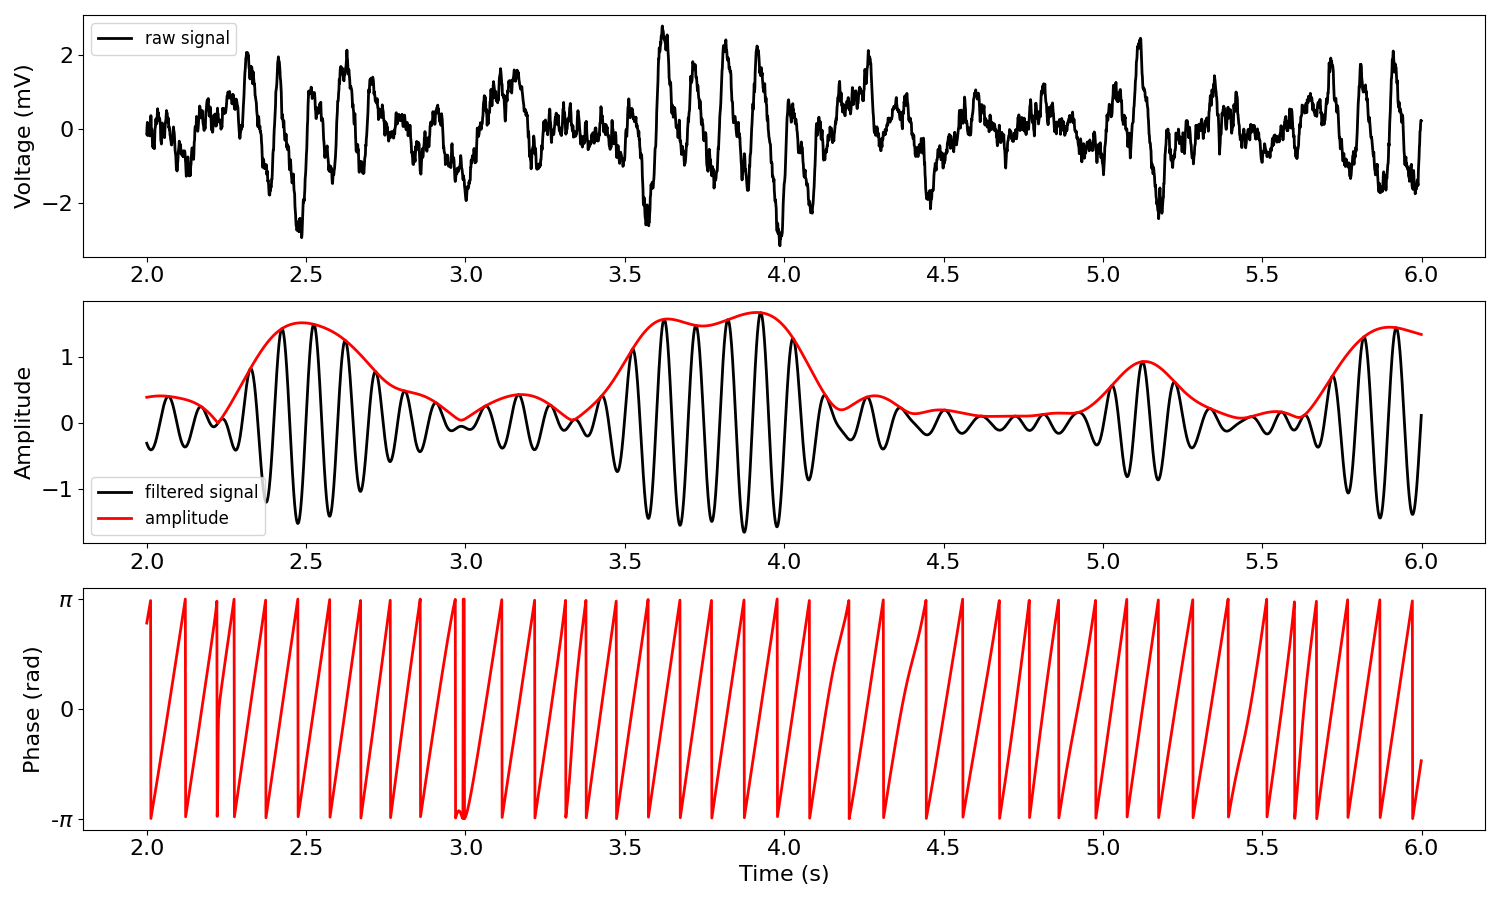 Voltage (mV)
2
0
−2
raw signal
2.0 2.5 3.0 3.5 4.0 4.5 5.0 5.5 6.0
Amplitude
1
0
−1
filtered signal
amplitude
2.0 2.5 3.0 3.5 4.0 4.5 5.0 5.5 6.0
Phase (rad)
π
0
-π
2.0 2.5 3.0 3.5 4.0 4.5 5.0 5.5 6.0
Time (s)